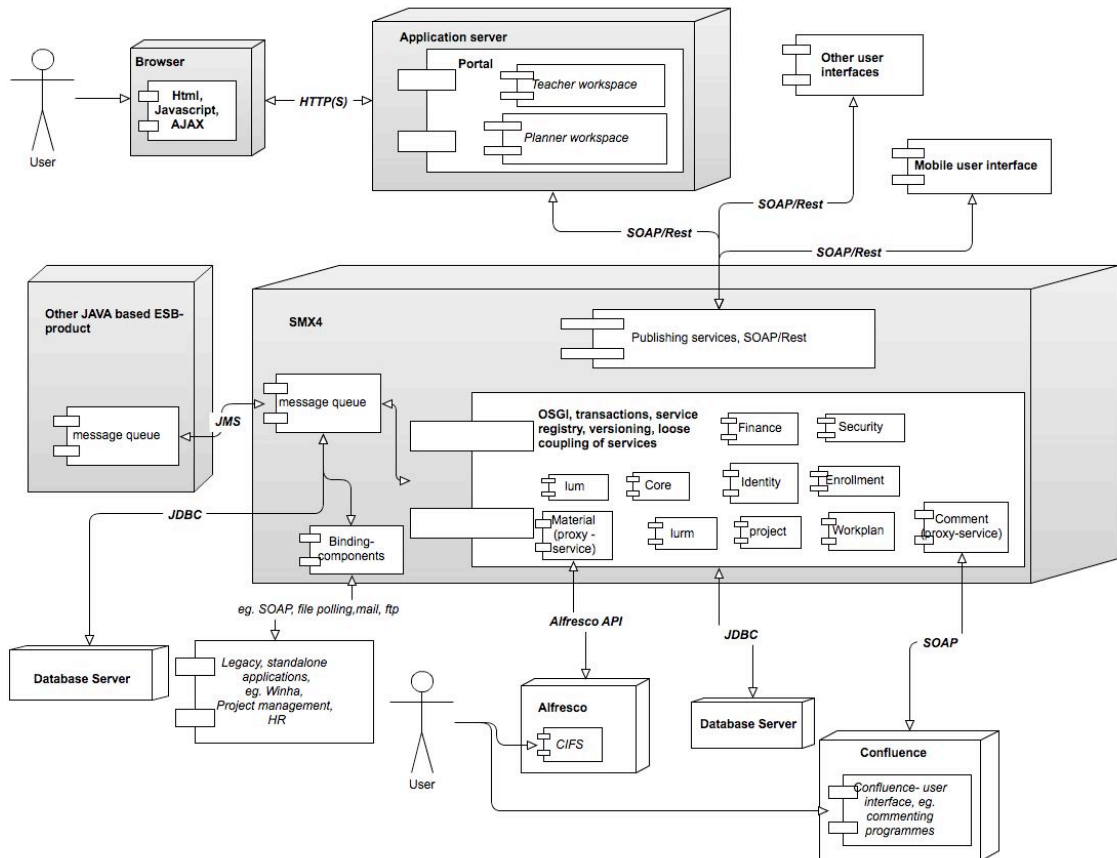 Application server
Portal
Teacher workspace
Planner workspace
Browser
Html,
Javascript,
AJAX
HTTP(S)
User
Other user
interfaces
Mobile user interface
SOAP/Rest
SOAP/Rest
SOAP/Rest
Other JAVA based ESB-
product
message queue
JMS
SMX4
Publishing services, SOAP/Rest
message queue
OSGI, transactions, service
registry, versioning, loose
coupling of services
Finance
Security
lum
Core
Identity
Enrollment
Material
(proxy -
service)
lurm
project
Workplan
Comment
(proxy-service)
JDBC
Binding-
components
eg. SOAP, file polling,mail, ftp
Alfresco API
JDBC
SOAP
Database Server
Legacy, standalone
applications,
eg. Winha,
Project management,
HR
User
Alfresco
CIFS
Database Server
Confluence
Confluence- user
interface, eg.
commenting
programmes